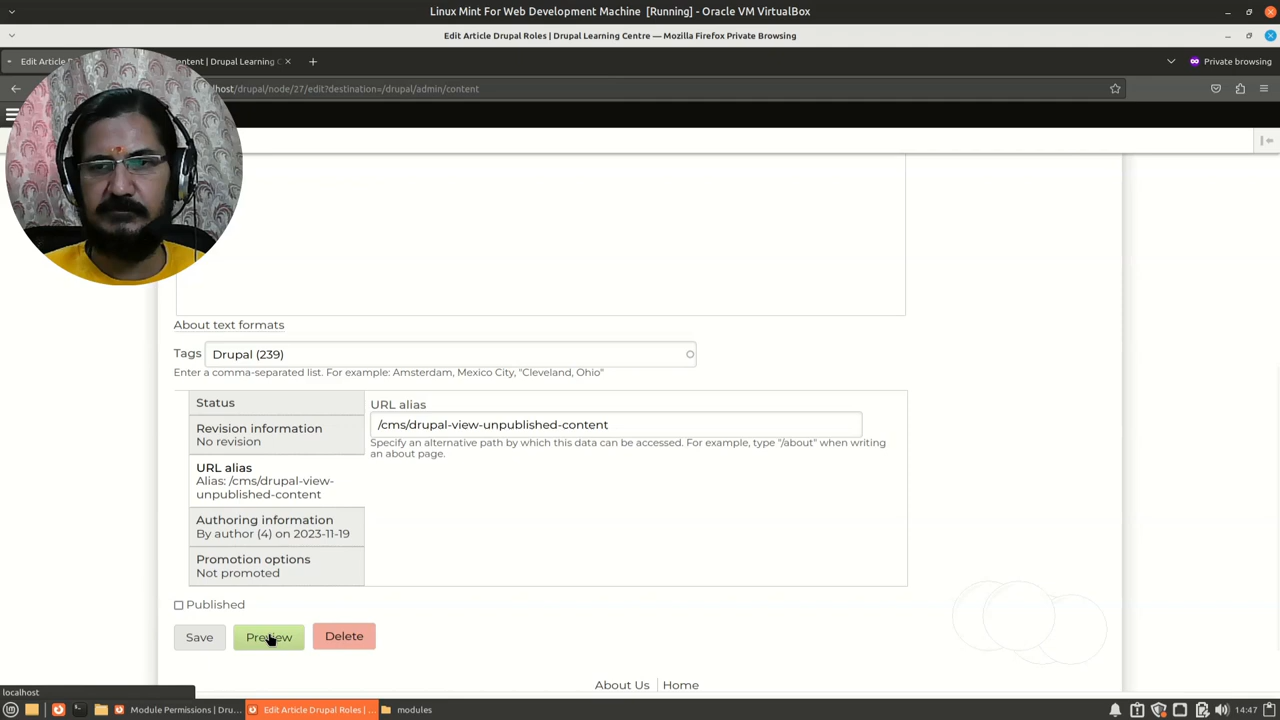 Linux Mint For Web Development Machine [Running] - Oracle VM VirtualBox
Edit Article Drupal Roles | Drupal Learning Centre — Mozilla Firefox Private Browsing
Edit Article D
ntent | Drupal Learning C
Private browsing
host/drupal/node/27/edit?destination=/drupal/admin/content
About text formats
Tags Drupal (239)
Enter a comma-separated list. For example: Amsterdam, Mexico City, "Cleveland, Ohio"
Status
Revision information
No revision
URL alias
Alias: /cms/drupal-view-
unpublished-content
Authoring information
By author (4) on 2023-11-19
Promotion options
Not promoted
URL alias
/cms/drupal-view-unpublished-content
Specify an alternative path by which this data can be accessed. For example, type "/about" when writing
an about page.
Published
Save Preview Delete
About Us Home
localhost
Module Permissions | Dru...
Edit Article Drupal Roles | ...
modules
14:47